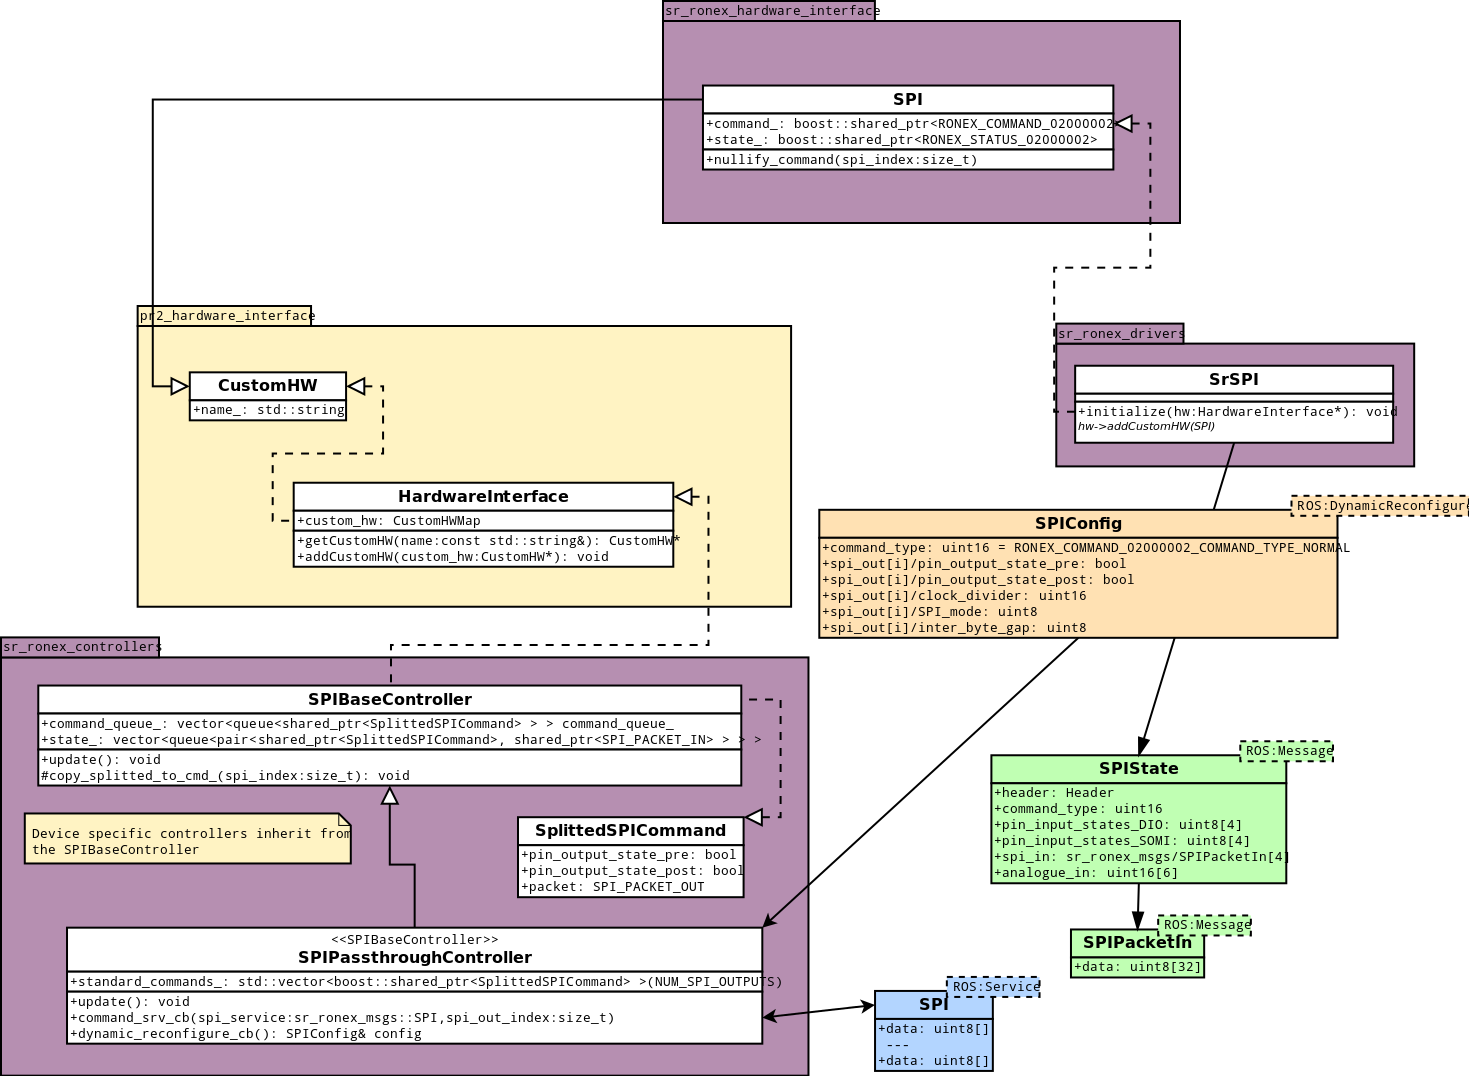 sr_ronex_hardware_interface
SPI
+command_: boost::shared_ptr<RONEX_COMMAND_02000002>
+state_: boost::shared_ptr<RONEX_STATUS_02000002>
+nullify_command(spi_index:size_t)
pr2_hardware_interface
CustomHW
+name_: std::string
HardwareInterface
+custom_hw: CustomHWMap
+getCustomHW(name:const std::string&): CustomHW*
+addCustomHW(custom_hw:CustomHW*): void
sr_ronex_drivers
SrSPI
+initialize(hw:HardwareInterface*): void
hw->addCustomHW(SPI)
ROS:DynamicReconfigure
SPIConfig
+command_type: uint16 = RONEX_COMMAND_02000002_COMMAND_TYPE_NORMAL
+spi_out[i]/pin_output_state_pre: bool
+spi_out[i]/pin_output_state_post: bool
+spi_out[i]/clock_divider: uint16
+spi_out[i]/SPI_mode: uint8
+spi_out[i]/inter_byte_gap: uint8
sr_ronex_controllers
SPIBaseController
+command_queue_: vector<queue<shared_ptr<SplittedSPICommand> > > command_queue_
+state_: vector<queue<pair<shared_ptr<SplittedSPICommand>, shared_ptr<SPI_PACKET_IN> > > >
+update(): void
#copy_splitted_to_cmd_(spi_index:size_t): void
Device specific controllers inherit from
the SPIBaseController
SplittedSPICommand
+pin_output_state_pre: bool
+pin_output_state_post: bool
+packet: SPI_PACKET_OUT
<<SPIBaseController>>
SPIPassthroughController
+standard_commands_: std::vector<boost::shared_ptr<SplittedSPICommand> >(NUM_SPI_OUTPUTS)
+update(): void
+command_srv_cb(spi_service:sr_ronex_msgs::SPI,spi_out_index:size_t)
+dynamic_reconfigure_cb(): SPIConfig& config
ROS:Message
SPIState
+header: Header
+command_type: uint16
+pin_input_states_DIO: uint8[4]
+pin_input_states_SOMI: uint8[4]
+spi_in: sr_ronex_msgs/SPIPacketIn[4]
+analogue_in: uint16[6]
ROS:Message
SPIPacketIn
+data: uint8[32]
ROS:Service
SPI
+data: uint8[]
---
+data: uint8[]